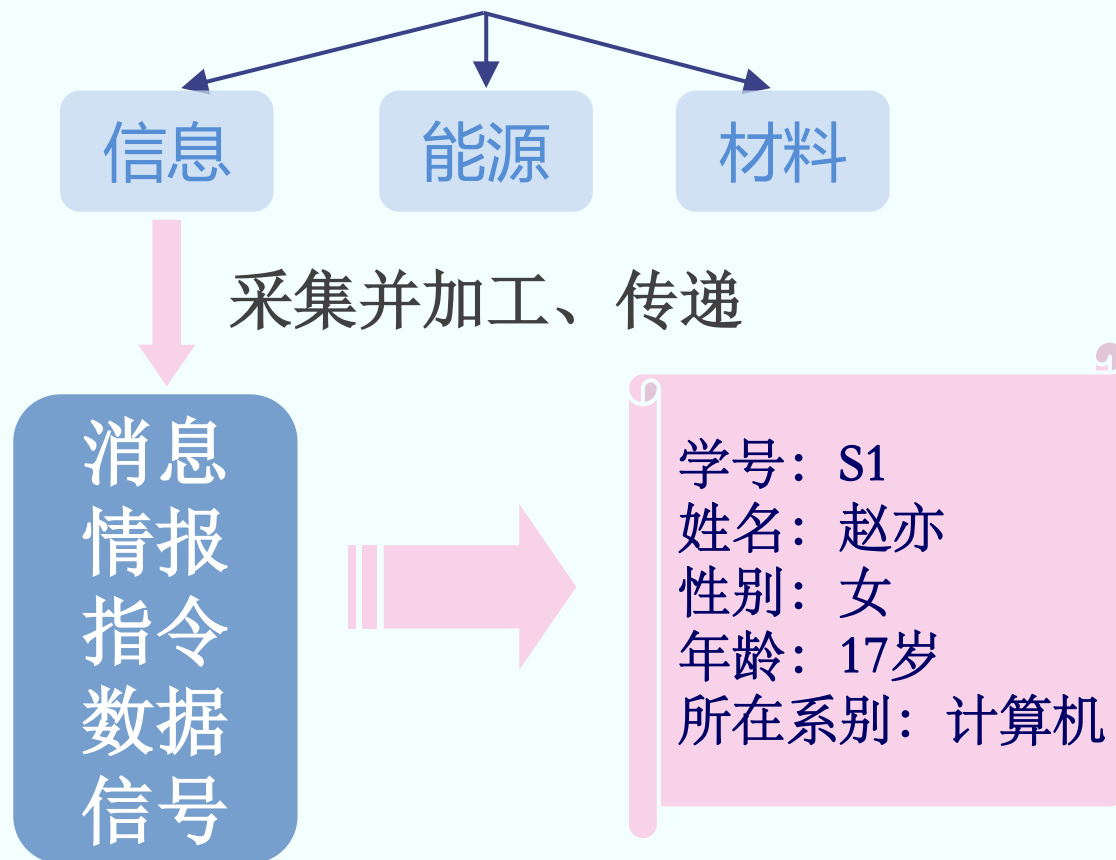 信息
能源
材料
采集并加工、传递
消息
情报
指令
数据
信号
学号：S1
姓名：赵亦
性别：女
年龄：17岁
所在系别：计算机